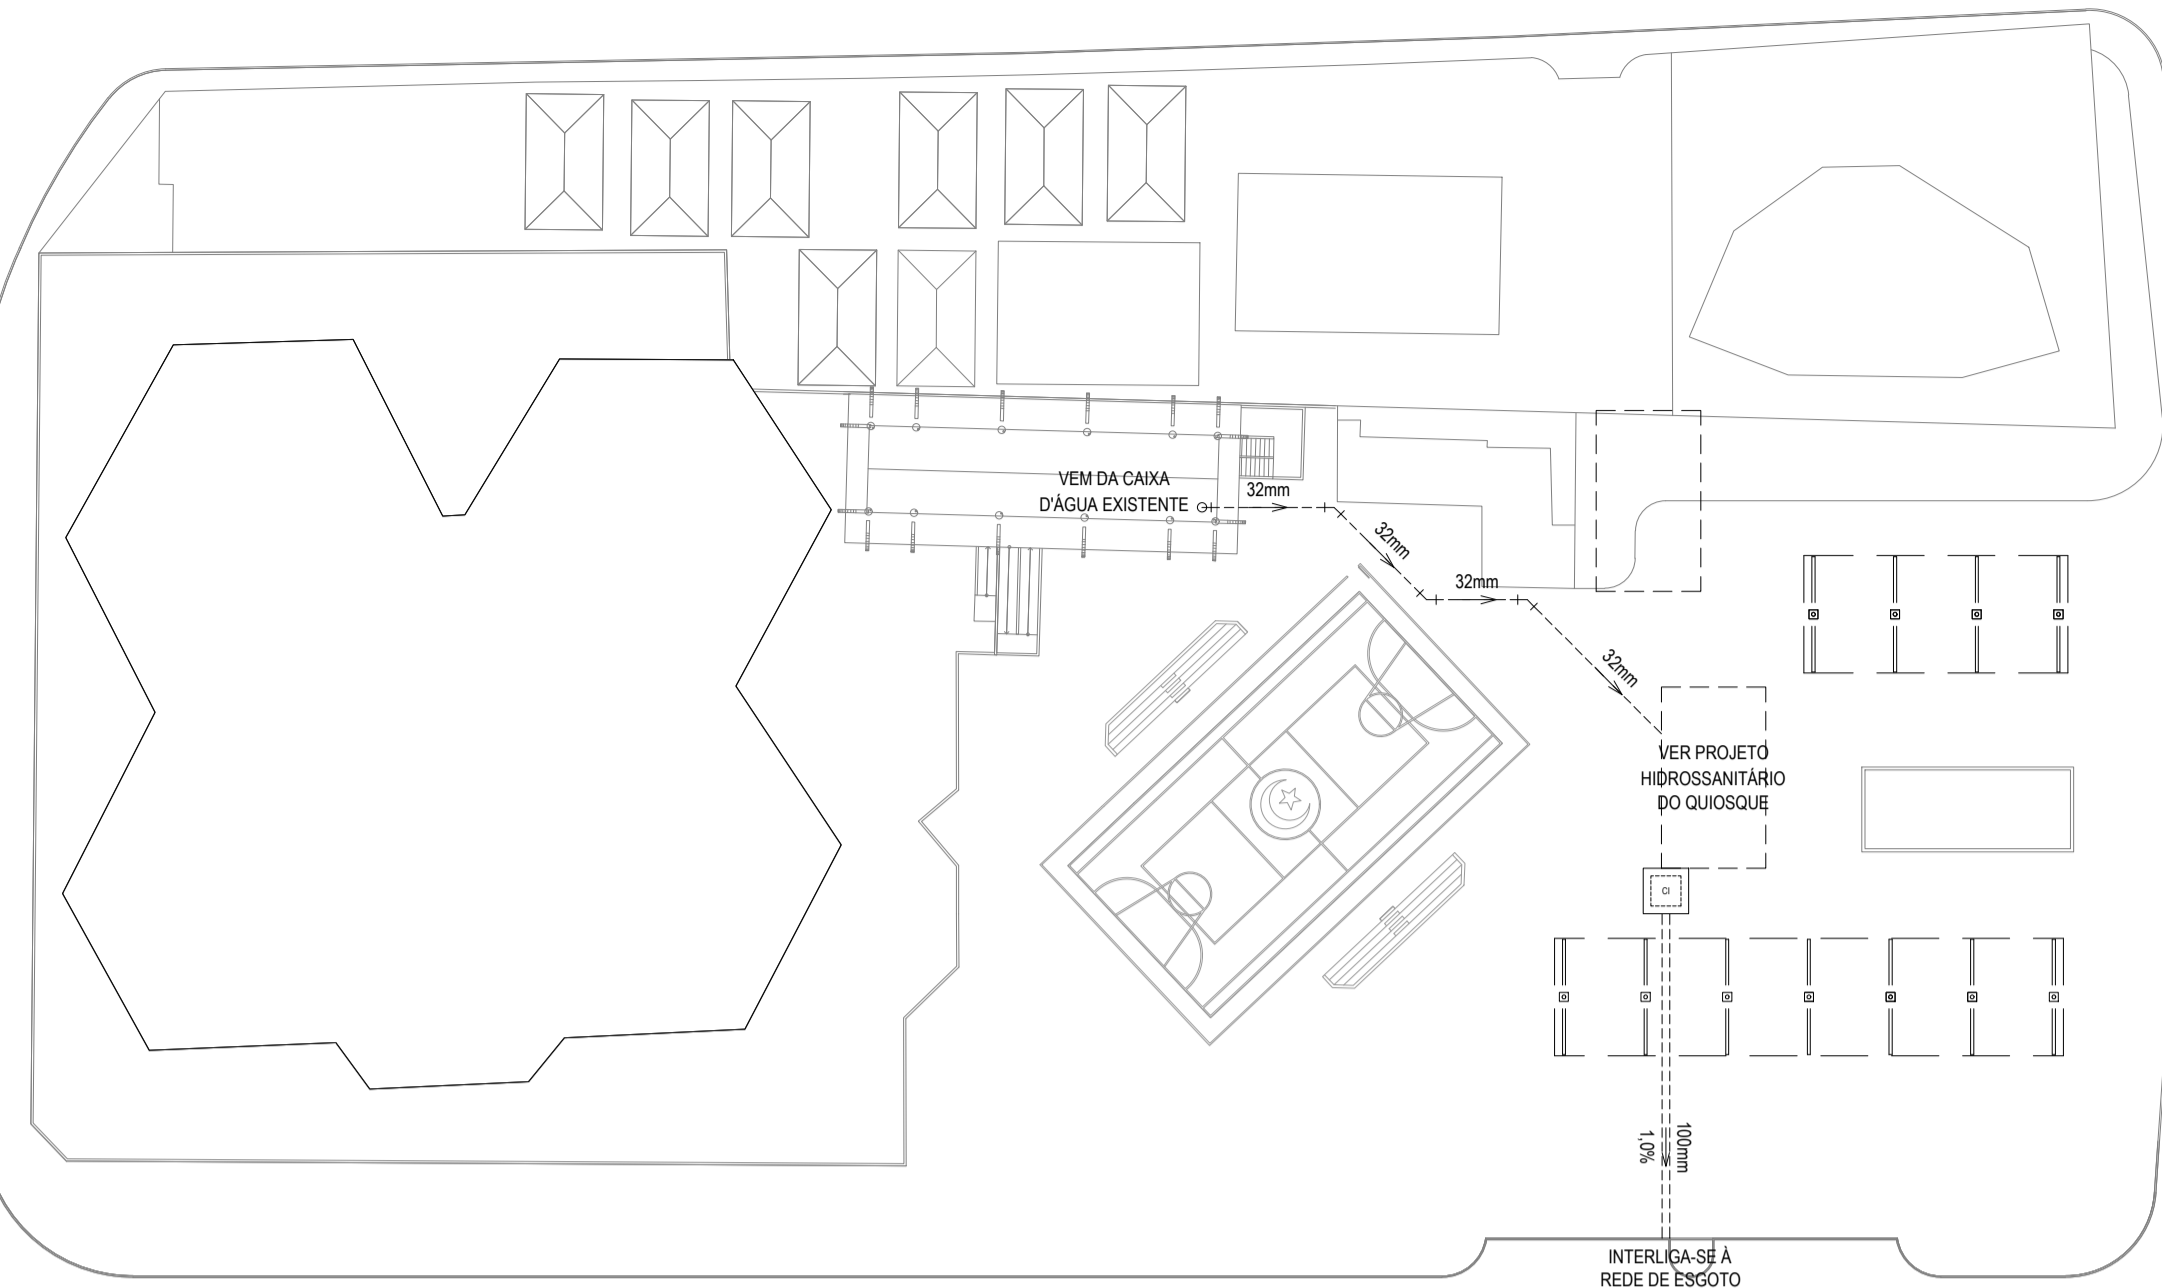 VEM DA CAIXA
D'ÁGUA EXISTENTE
32mm
32mm
32mm
32mm
VER PROJETO
HIDROSSANITÁRIO
DO QUIOSQUE
CI
100mm
1,0%
INTERLIGA-SE À
REDE DE ESGOTO